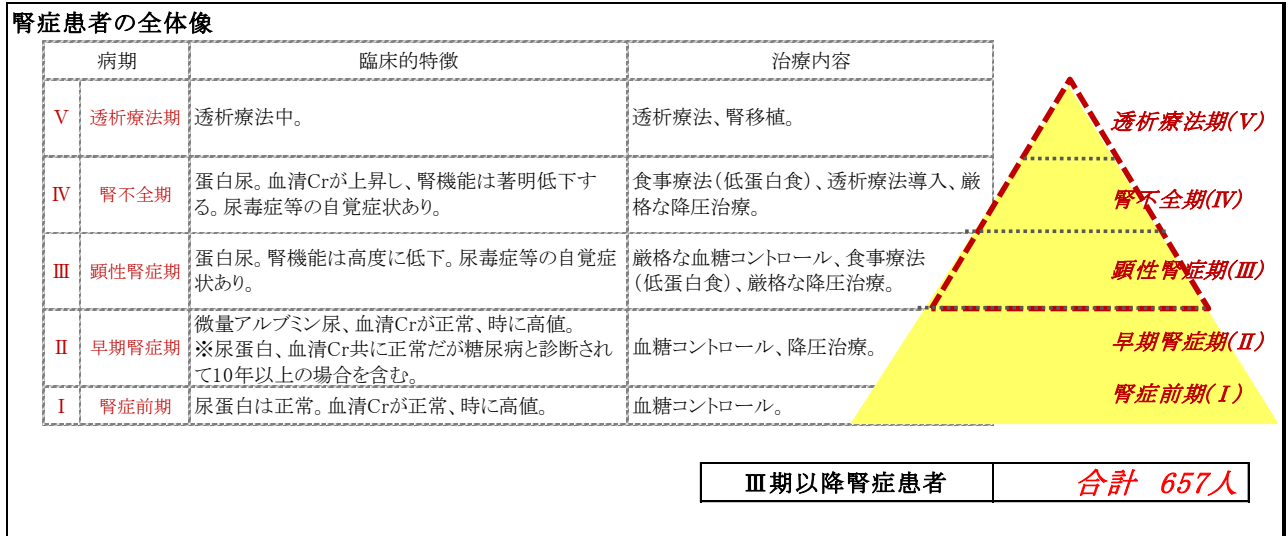 腎症患者の全体像
病期 臨床的特徴 治療内容
Ⅴ 透析療法期 透析療法中。 透析療法、腎移植。
Ⅳ 腎不全期 蛋白尿。血清Crが上昇し、腎機能は著明低下す
る。尿毒症等の自覚症状あり。
食事療法(低蛋白食)、透析療法導入、厳
格な降圧治療。
Ⅲ 顕性腎症期 蛋白尿。腎機能は高度に低下。尿毒症等の自覚症
状あり。
厳格な血糖コントロール、食事療法
(低蛋白食)、厳格な降圧治療。
Ⅱ 早期腎症期 微量アルブミン尿、血清Crが正常、時に高値。
※尿蛋白、血清Cr共に正常だが糖尿病と診断され
て10年以上の場合を含む。
血糖コントロール、降圧治療。
Ⅰ 腎症前期 尿蛋白は正常。血清Crが正常、時に高値。 血糖コントロール。
透析療法期(Ⅴ)
腎不全期(Ⅳ)
顕性腎症期(Ⅲ)
早期腎症期(Ⅱ)
腎症前期(Ⅰ)
Ⅲ期以降腎症患者 合計 657人